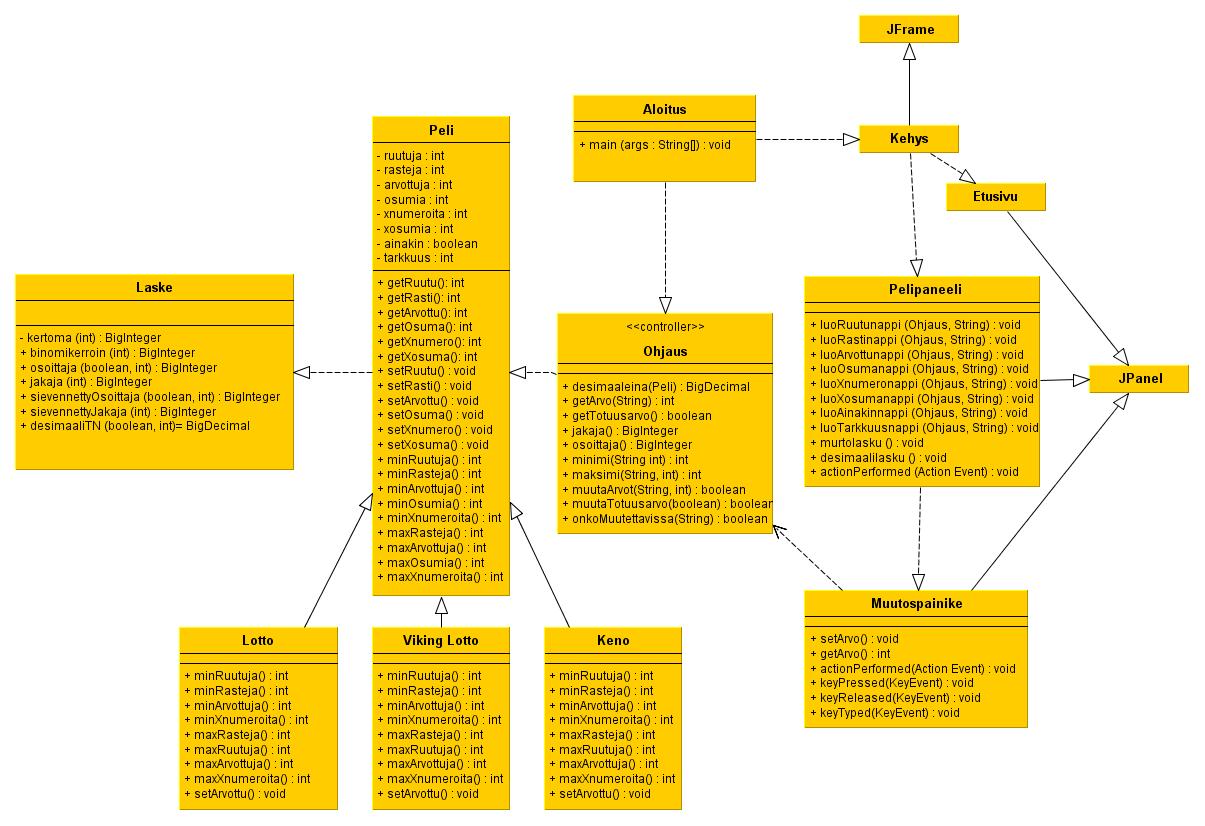 JFrame
Aloitus
+ main (args : String[]) : void
Kehys
Etusivu
Peli
- ruutuja : int
- rasteja : int
- arvottuja : int
- osumia : int
- xnumeroita : int
- xosumia : int
- ainakin : boolean
- tarkkuus : int
+ getRuutu(): int
+ getRasti(): int
+ getArvottu(): int
+ getOsuma(): int
+ getXnumero(): int
+ getXosuma(): int
+ setRuutu() : void
+ setRasti() : void
+ setArvottu() : void
+ setOsuma() : void
+ setXnumero() : void
+ setXosuma() : void
+ minRuutuja() : int
+ minRasteja() : int
+ minArvottuja() : int
+ minOsumia() : int
+ minXnumeroita() : int
+ maxRasteja() : int
+ maxArvottuja() : int
+ maxOsumia() : int
+ maxXnumeroita() : int
Laske
- kertoma (int) : BigInteger
+ binomikerroin (int) : BigInteger
+ osoittaja (boolean, int) : BigInteger
+ jakaja (int) : BigInteger
+ sievennettyOsoittaja (boolean, int) : BigInteger
+ sievennettyJakaja (int) : BigInteger
+ desimaaliTN (boolean, int)= BigDecimal
<<controller>>
Ohjaus
+ desimaaleina(Peli) : BigDecimal
+ getArvo(String) : int
+ getTotuusarvo() : boolean
+ jakaja() : BigInteger
+ osoittaja() : BigInteger
+ minimi(String int) : int
+ maksimi(String, int) : int
+ muutaArvot(String, int) : boolean
+ muutaTotuusarvo(boolean) : boolean
+ onkoMuutettavissa(String) : boolean
Pelipaneeli
+ luoRuutunappi (Ohjaus, String) : void
+ luoRastinappi (Ohjaus, String) : void
+ luoArvottunappi (Ohjaus, String) : void
+ luoOsumanappi (Ohjaus, String) : void
+ luoXnumeronappi (Ohjaus, String) : void
+ luoXosumanappi (Ohjaus, String) : void
+ luoAinakinnappi (Ohjaus, String) : void
+ luoTarkkuusnappi (Ohjaus, String) : void
+ murtolasku () : void
+ desimaalilasku () : void
+ actionPerformed (Action Event) : void
JPanel
Muutospainike
+ setArvo() : void
+ getArvo() : int
+ actionPerformed(Action Event) : void
+ keyPressed(KeyEvent) : void
+ keyReleased(KeyEvent) : void
+ keyTyped(KeyEvent) : void
Lotto
+ minRuutuja() : int
+ minRasteja() : int
+ minArvottuja() : int
+ minXnumeroita() : int
+ maxRasteja() : int
+ maxRuutuja() : int
+ maxArvottuja() : int
+ maxXnumeroita() : int
+ setArvottu() : void
Viking Lotto
+ minRuutuja() : int
+ minRasteja() : int
+ minArvottuja() : int
+ minXnumeroita() : int
+ maxRasteja() : int
+ maxRuutuja() : int
+ maxArvottuja() : int
+ maxXnumeroita() : int
+ setArvottu() : void
Keno
+ minRuutuja() : int
+ minRasteja() : int
+ minArvottuja() : int
+ minXnumeroita() : int
+ maxRasteja() : int
+ maxRuutuja() : int
+ maxArvottuja() : int
+ maxXnumeroita() : int
+ setArvottu() : void